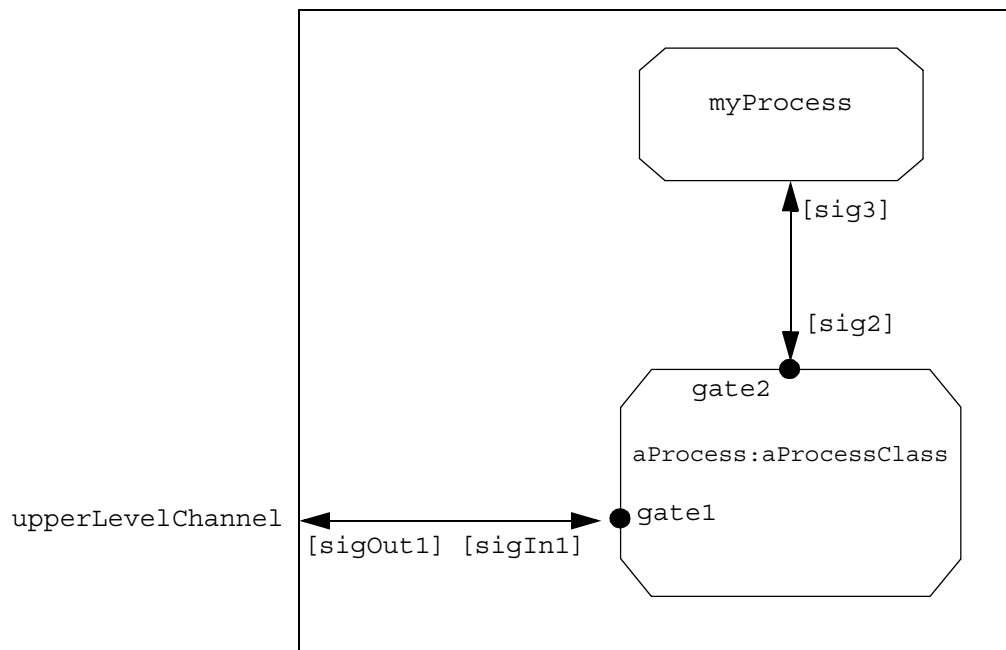 myProcess
[sig3]
[sig2]
gate2
aProcess:aProcessClass
gate1
upperLevelChannel
[sigOut1] [sigIn1]